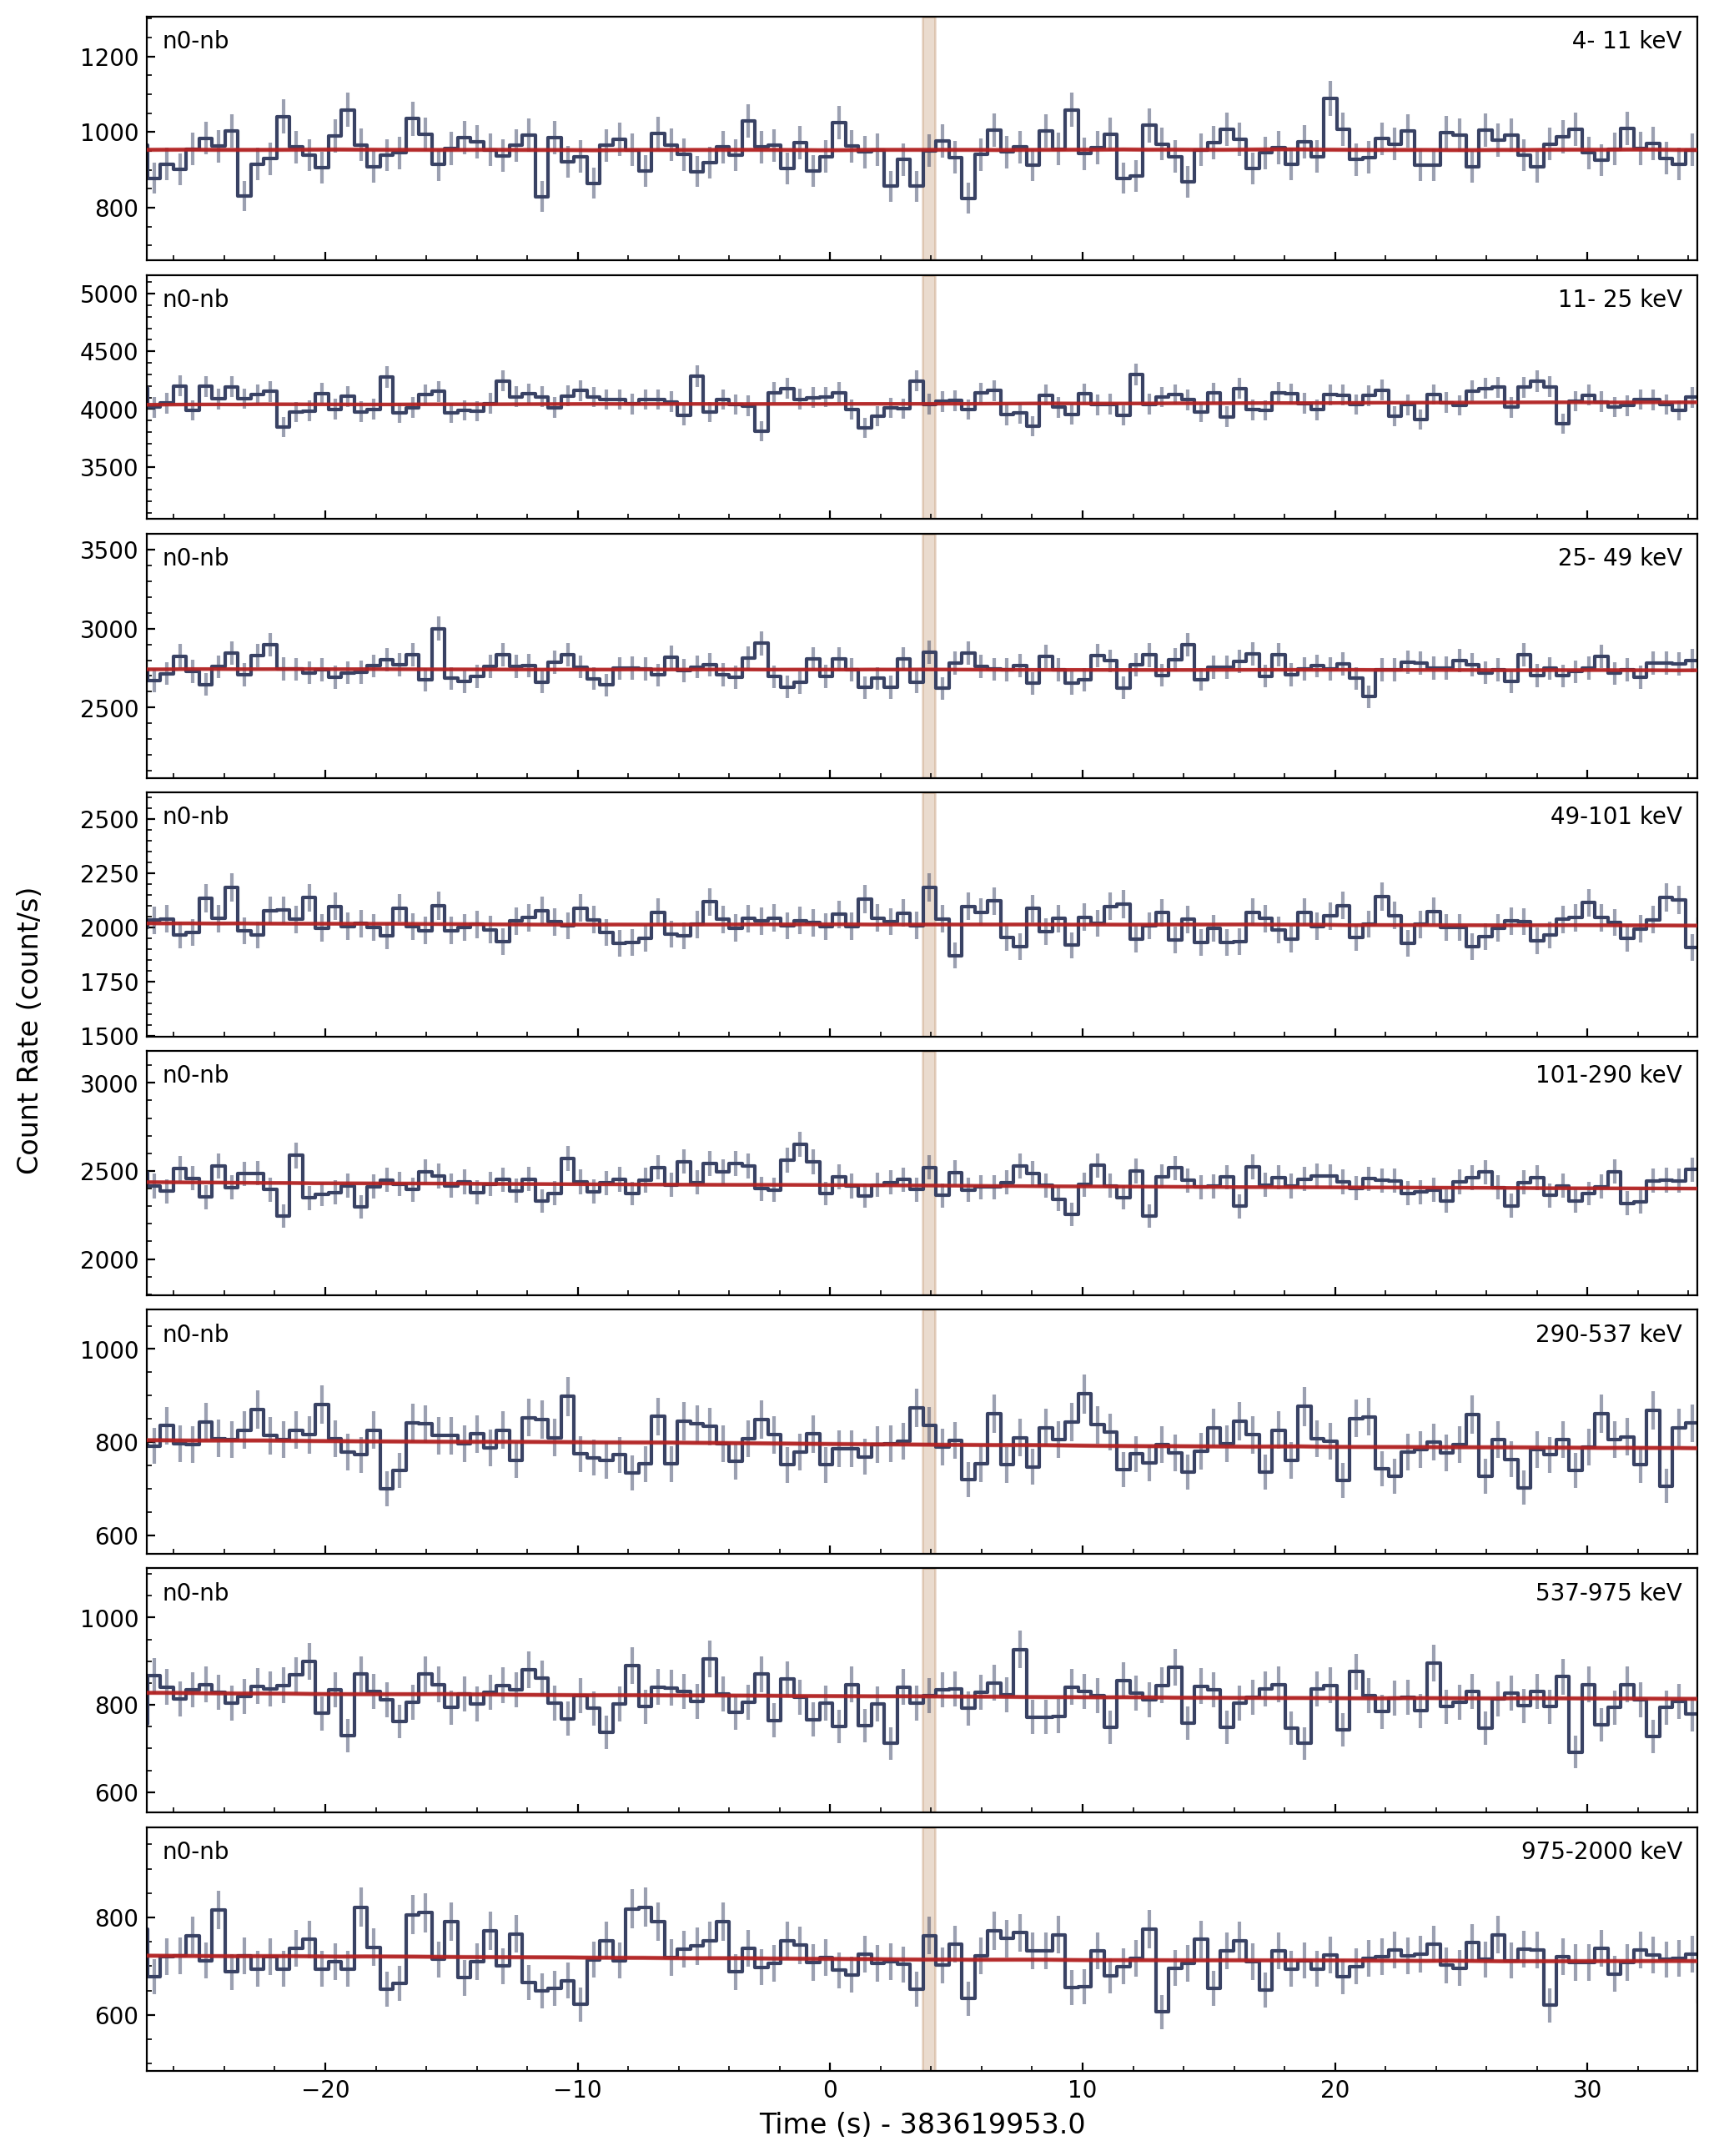 n0-nb 4- 11 keV
1200
1000
800
n0-nb 11- 25 keV
5000
4500
4000
3500
n0-nb 25- 49 keV
3500
3000
2500
n0-nb 49-101 keV
2500
2250
2000
1750
1500
n0-nb 101-290 keV
3000
2500
2000
n0-nb 290-537 keV
1000
800
600
n0-nb 537-975 keV
1000
800
600
n0-nb 975-2000 keV
800
600
Count Rate (count/s)
−20 −10 0 10 20 30
Time (s) - 383619953.0